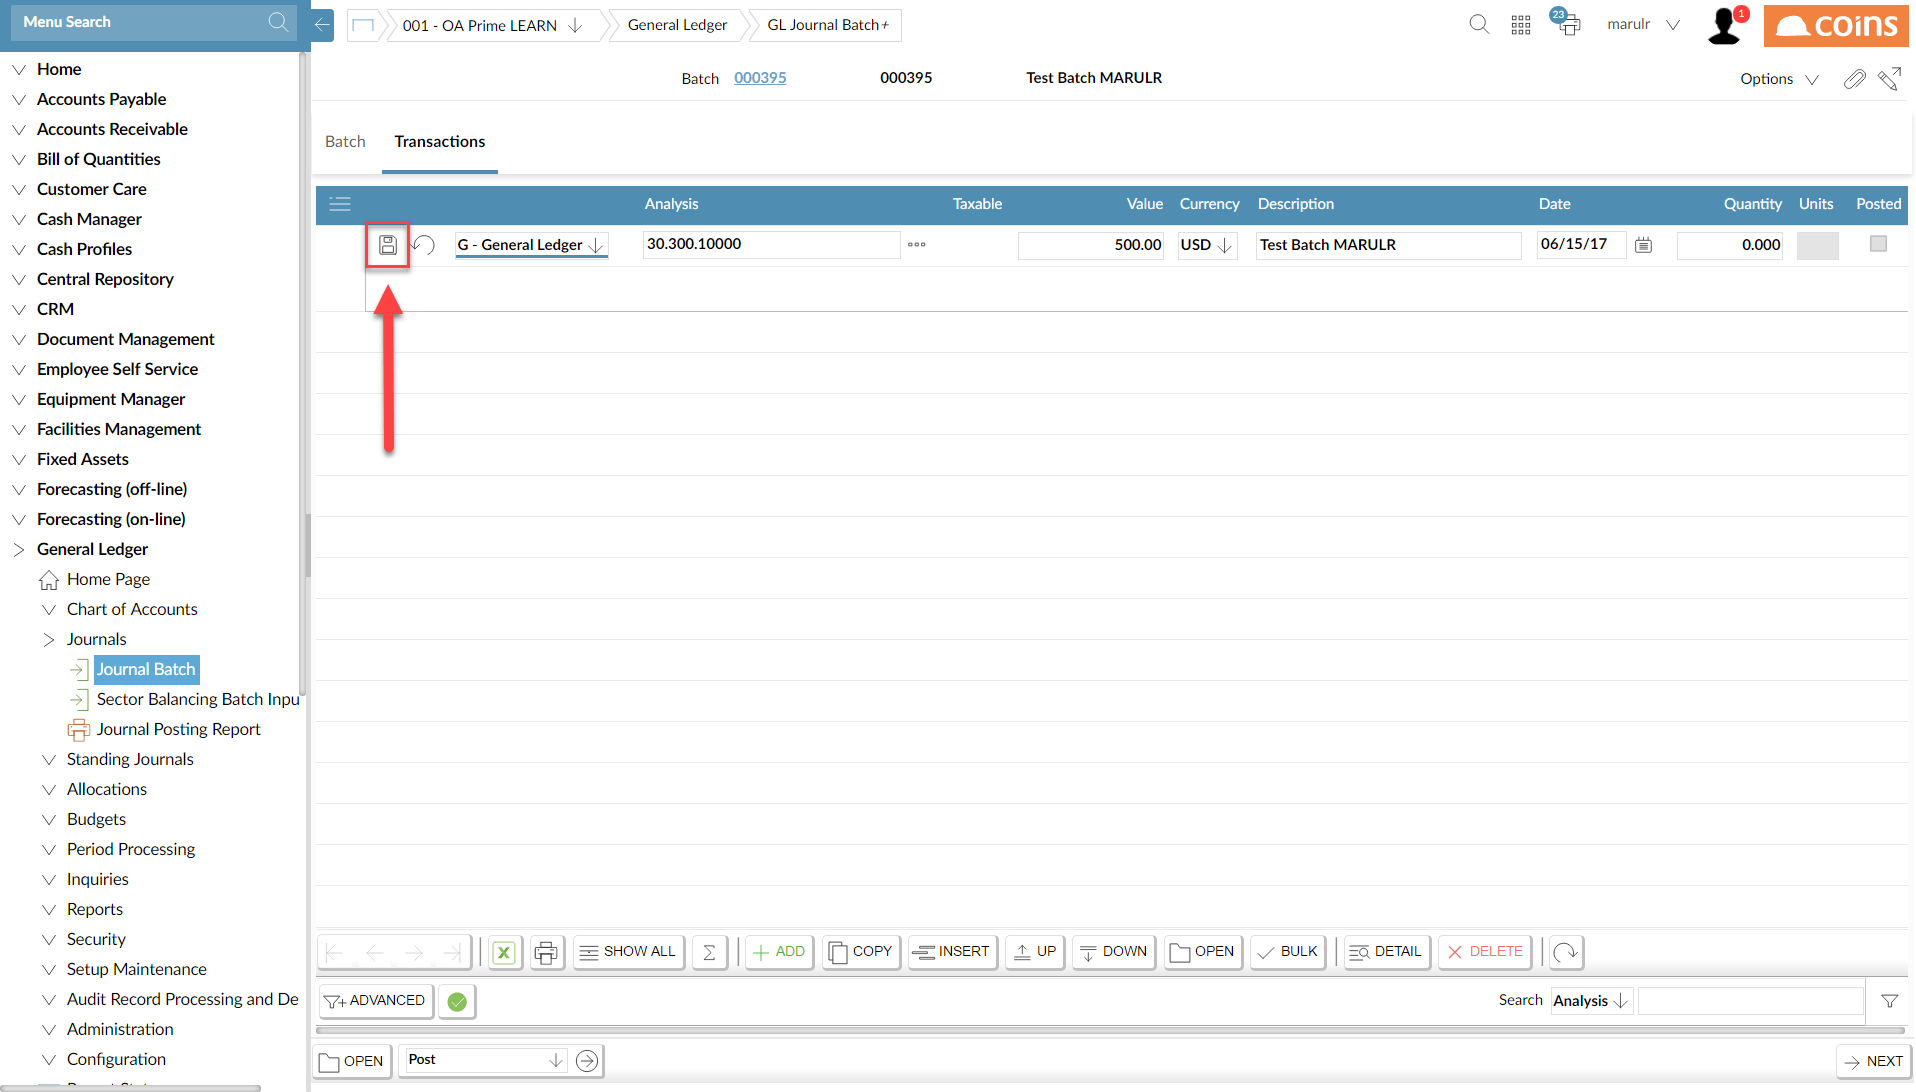 Menu Search
001 - OA Prime LEARN
General Ledger
GL Journal Batch+
23
marulr
1
coins
Batch 000395 000395 Test Batch MARULR
Options
Batch
Transactions
Analysis Taxable Value Currency Description Date Quantity Units Posted
G - General Ledger 30.300.10000 500.00 USD Test Batch MARULR 06/15/17 0.000
Home
Accounts Payable
Accounts Receivable
Bill of Quantities
Customer Care
Cash Manager
Cash Profiles
Central Repository
CRM
Document Management
Employee Self Service
Equipment Manager
Facilities Management
Fixed Assets
Forecasting (off-line)
Forecasting (on-line)
General Ledger
Home Page
Chart of Accounts
Journals
Journal Batch
Sector Balancing Batch Inpu
Journal Posting Report
Standing Journals
Allocations
Budgets
Period Processing
Inquiries
Reports
Security
Setup Maintenance
Audit Record Processing and De
Administration
Configuration
SHOW ALL
Σ
ADD
COPY
INSERT
UP
DOWN
OPEN
BULK
DETAIL
DELETE
ADVANCED
Search Analysis
OPEN
Post
NEXT